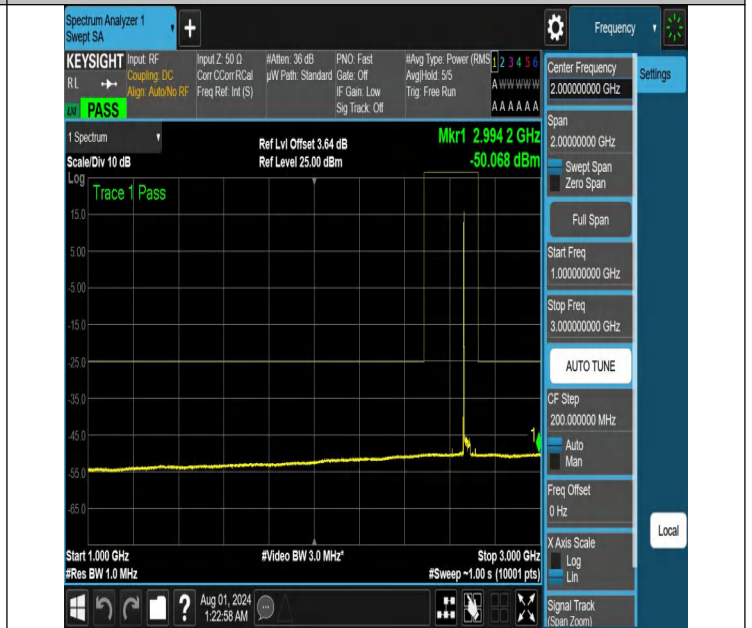 Spectrum Analyzer 1
Swept SA
Frequency
KEYSIGHT
RL
LXI
PASS
Input: RF
Coupling: DC
Align: Auto/No RF
Input Z: 50 Ω
Corr CCorr RCal
Freq Ref: Int (S)
#Atten: 36 dB
µW Path: Standard
PNO: Fast
Gate: Off
IF Gain: Low
Sig Track: Off
#Avg Type: Power (RMS
Avg|Hold: 5/5
Trig: Free Run
1 2 3 4 5 6
A W W W W W
A A A A A A
1 Spectrum
Scale/Div 10 dB
Ref Lvl Offset 3.64 dB
Ref Level 25.00 dBm
Mkr1 2.994 2 GHz
-50.068 dBm
Log
Trace 1 Pass
15.0
5.00
-5.00
-15.0
-25.0
-35.0
-45.0
-55.0
-65.0
1
Start 1.000 GHz
#Res BW 1.0 MHz
#Video BW 3.0 MHz*
Stop 3.000 GHz
#Sweep ~1.00 s (10001 pts)
Aug 01, 2024
1:22:58 AM
Center Frequency
2.000000000 GHz
Settings
Span
2.00000000 GHz
Swept Span
Zero Span
Full Span
Start Freq
1.000000000 GHz
Stop Freq
3.000000000 GHz
AUTO TUNE
CF Step
200.000000 MHz
Auto
Man
Freq Offset
0 Hz
X Axis Scale
Log
Lin
Signal Track
(Span Zoom)
Local